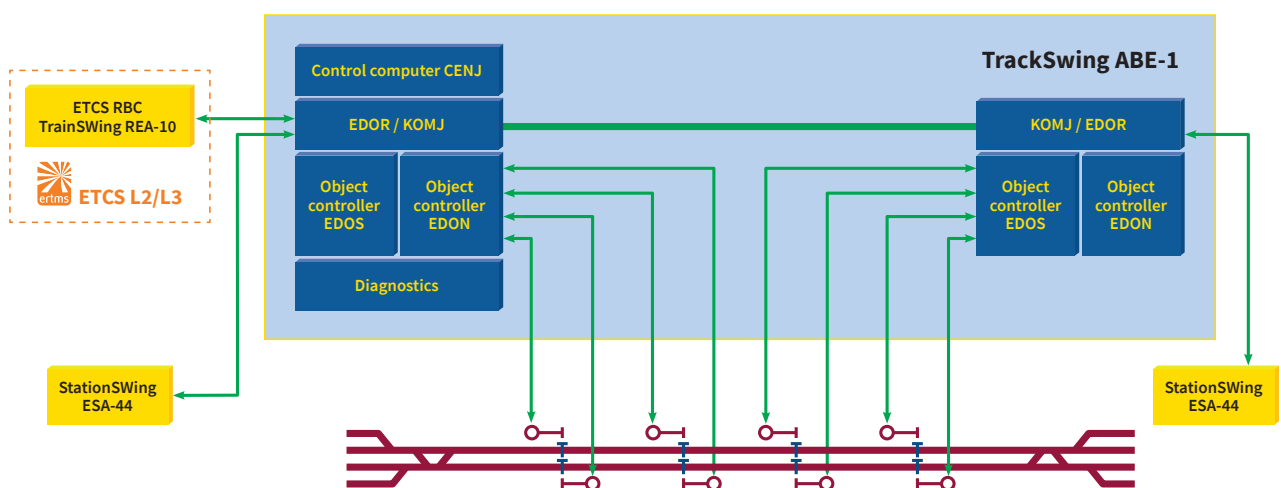 TrackSwing ABE-1
Control computer CENJ
ETCS RBC
TrainSWing REA-10
EDOR / KOMJ
KOMJ / EDOR
ertms
ETCS L2/L3
Object
controller
EDOS
Object
controller
EDON
Object
controller
EDOS
Object
controller
EDON
Diagnostics
StationSWing
ESA-44
StationSWing
ESA-44